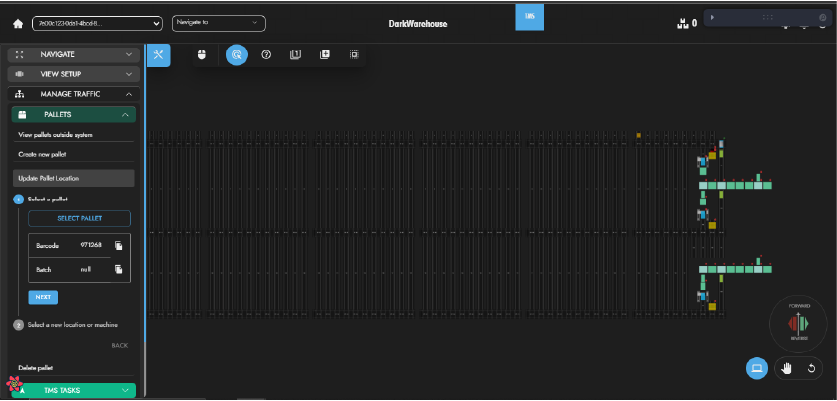 Navigate to
DarkWarehouse
0
NAVIGATE
VIEW SETUP
MANAGE TRAFFIC
PALLETS
View pallets outside system
Create new pallet
Update Pallet Location
1 Select a pallet
SELECT PALLET
Barcode 971268
Batch null
NEXT
2 Select a new location or machine
BACK
Delete pallet
TMS TASKS
FORWARD
REVERSE